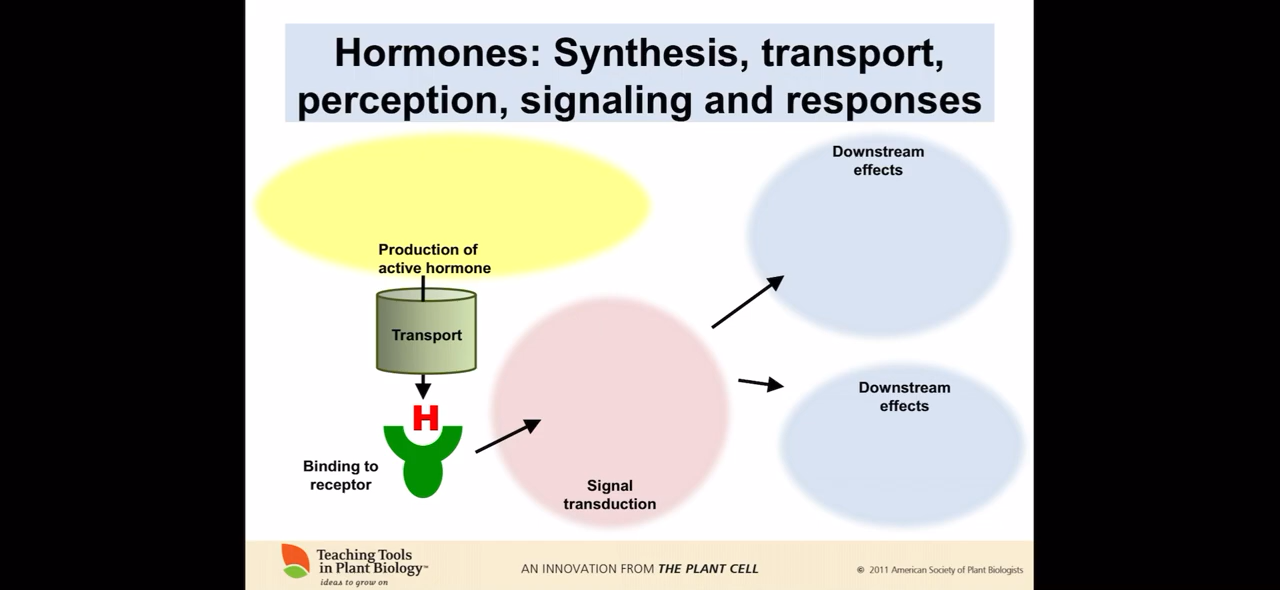 Hormones: Synthesis, transport,
perception, signaling and responses
Production of
active hormone
Transport
H
Binding to
receptor
Signal
transduction
Downstream
effects
Downstream
effects
Teaching Tools
in Plant Biology™
ideas to grow on
AN INNOVATION FROM THE PLANT CELL
© 2011 American Society of Plant Biologists